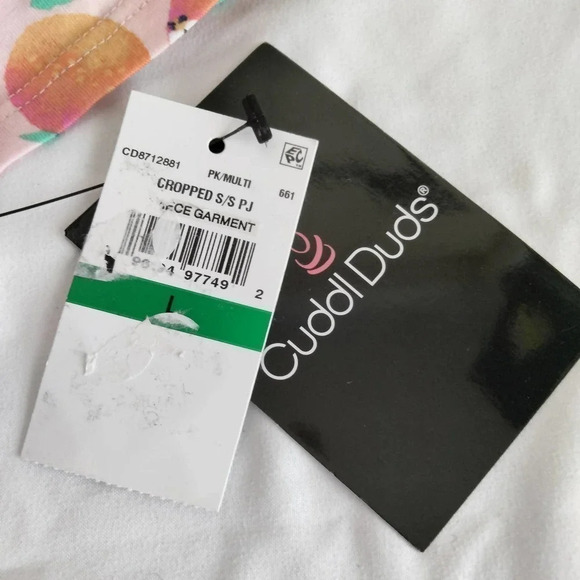 CD8712881
PK/MULTI
661
CROPPED S/S PJ
GARMENT
97749 2
Cuddl Duds®